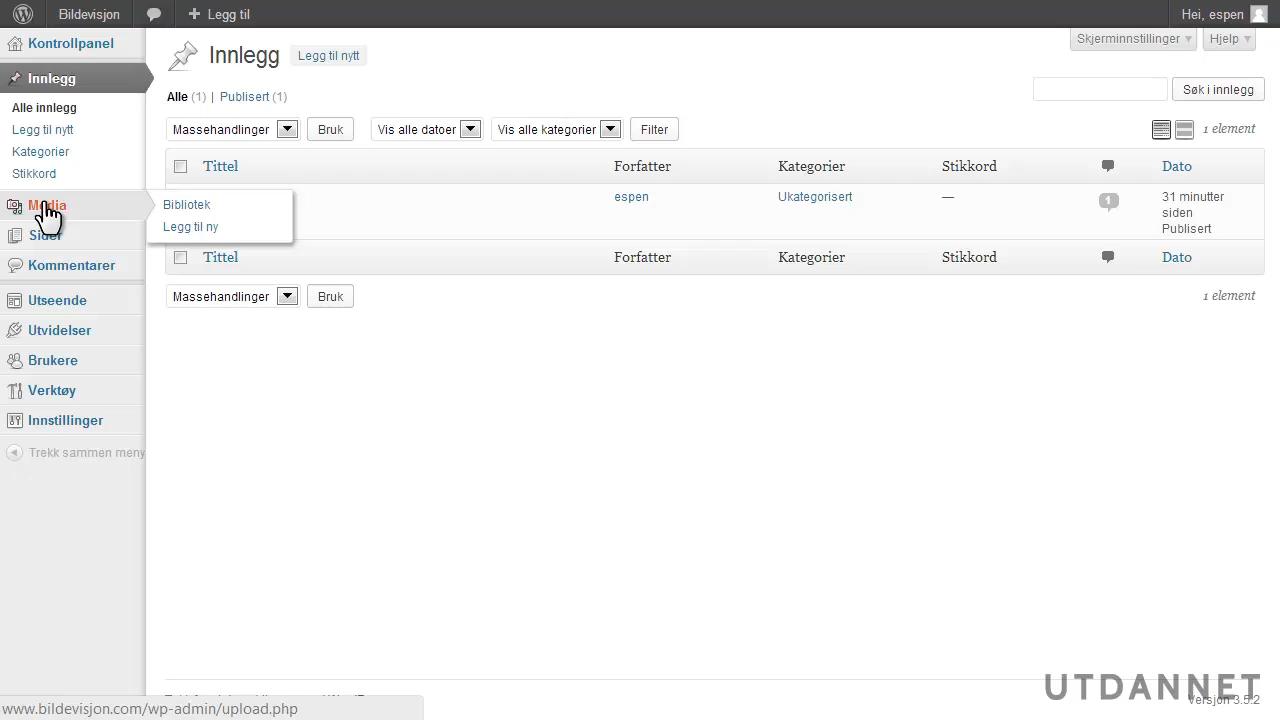 Bildevisjon
Legg til
Hei, espen
Kontrollpanel
Innlegg
Alle innlegg
Legg til nytt
Kategorier
Stikkord
Media
Bibliotek
Legg til ny
Sider
Kommentarer
Utseende
Utvidelser
Brukere
Verktøy
Innstillinger
Trekk sammen meny
Innlegg
Legg til nytt
Skjerminnstillinger
Hjelp
Alle (1) | Publisert (1)
Søk i innlegg
Massehandlinger
Bruk
Vis alle datoer
Vis alle kategorier
Filter
1 element
Tittel
Forfatter
Kategorier
Stikkord
Dato
espen
Ukategorisert
—
1
31 minutter
siden
Publisert
Tittel
Forfatter
Kategorier
Stikkord
Dato
Massehandlinger
Bruk
1 element
UTDANNET
Versjon 3.5.2
www.bildevisjon.com/wp-admin/upload.php